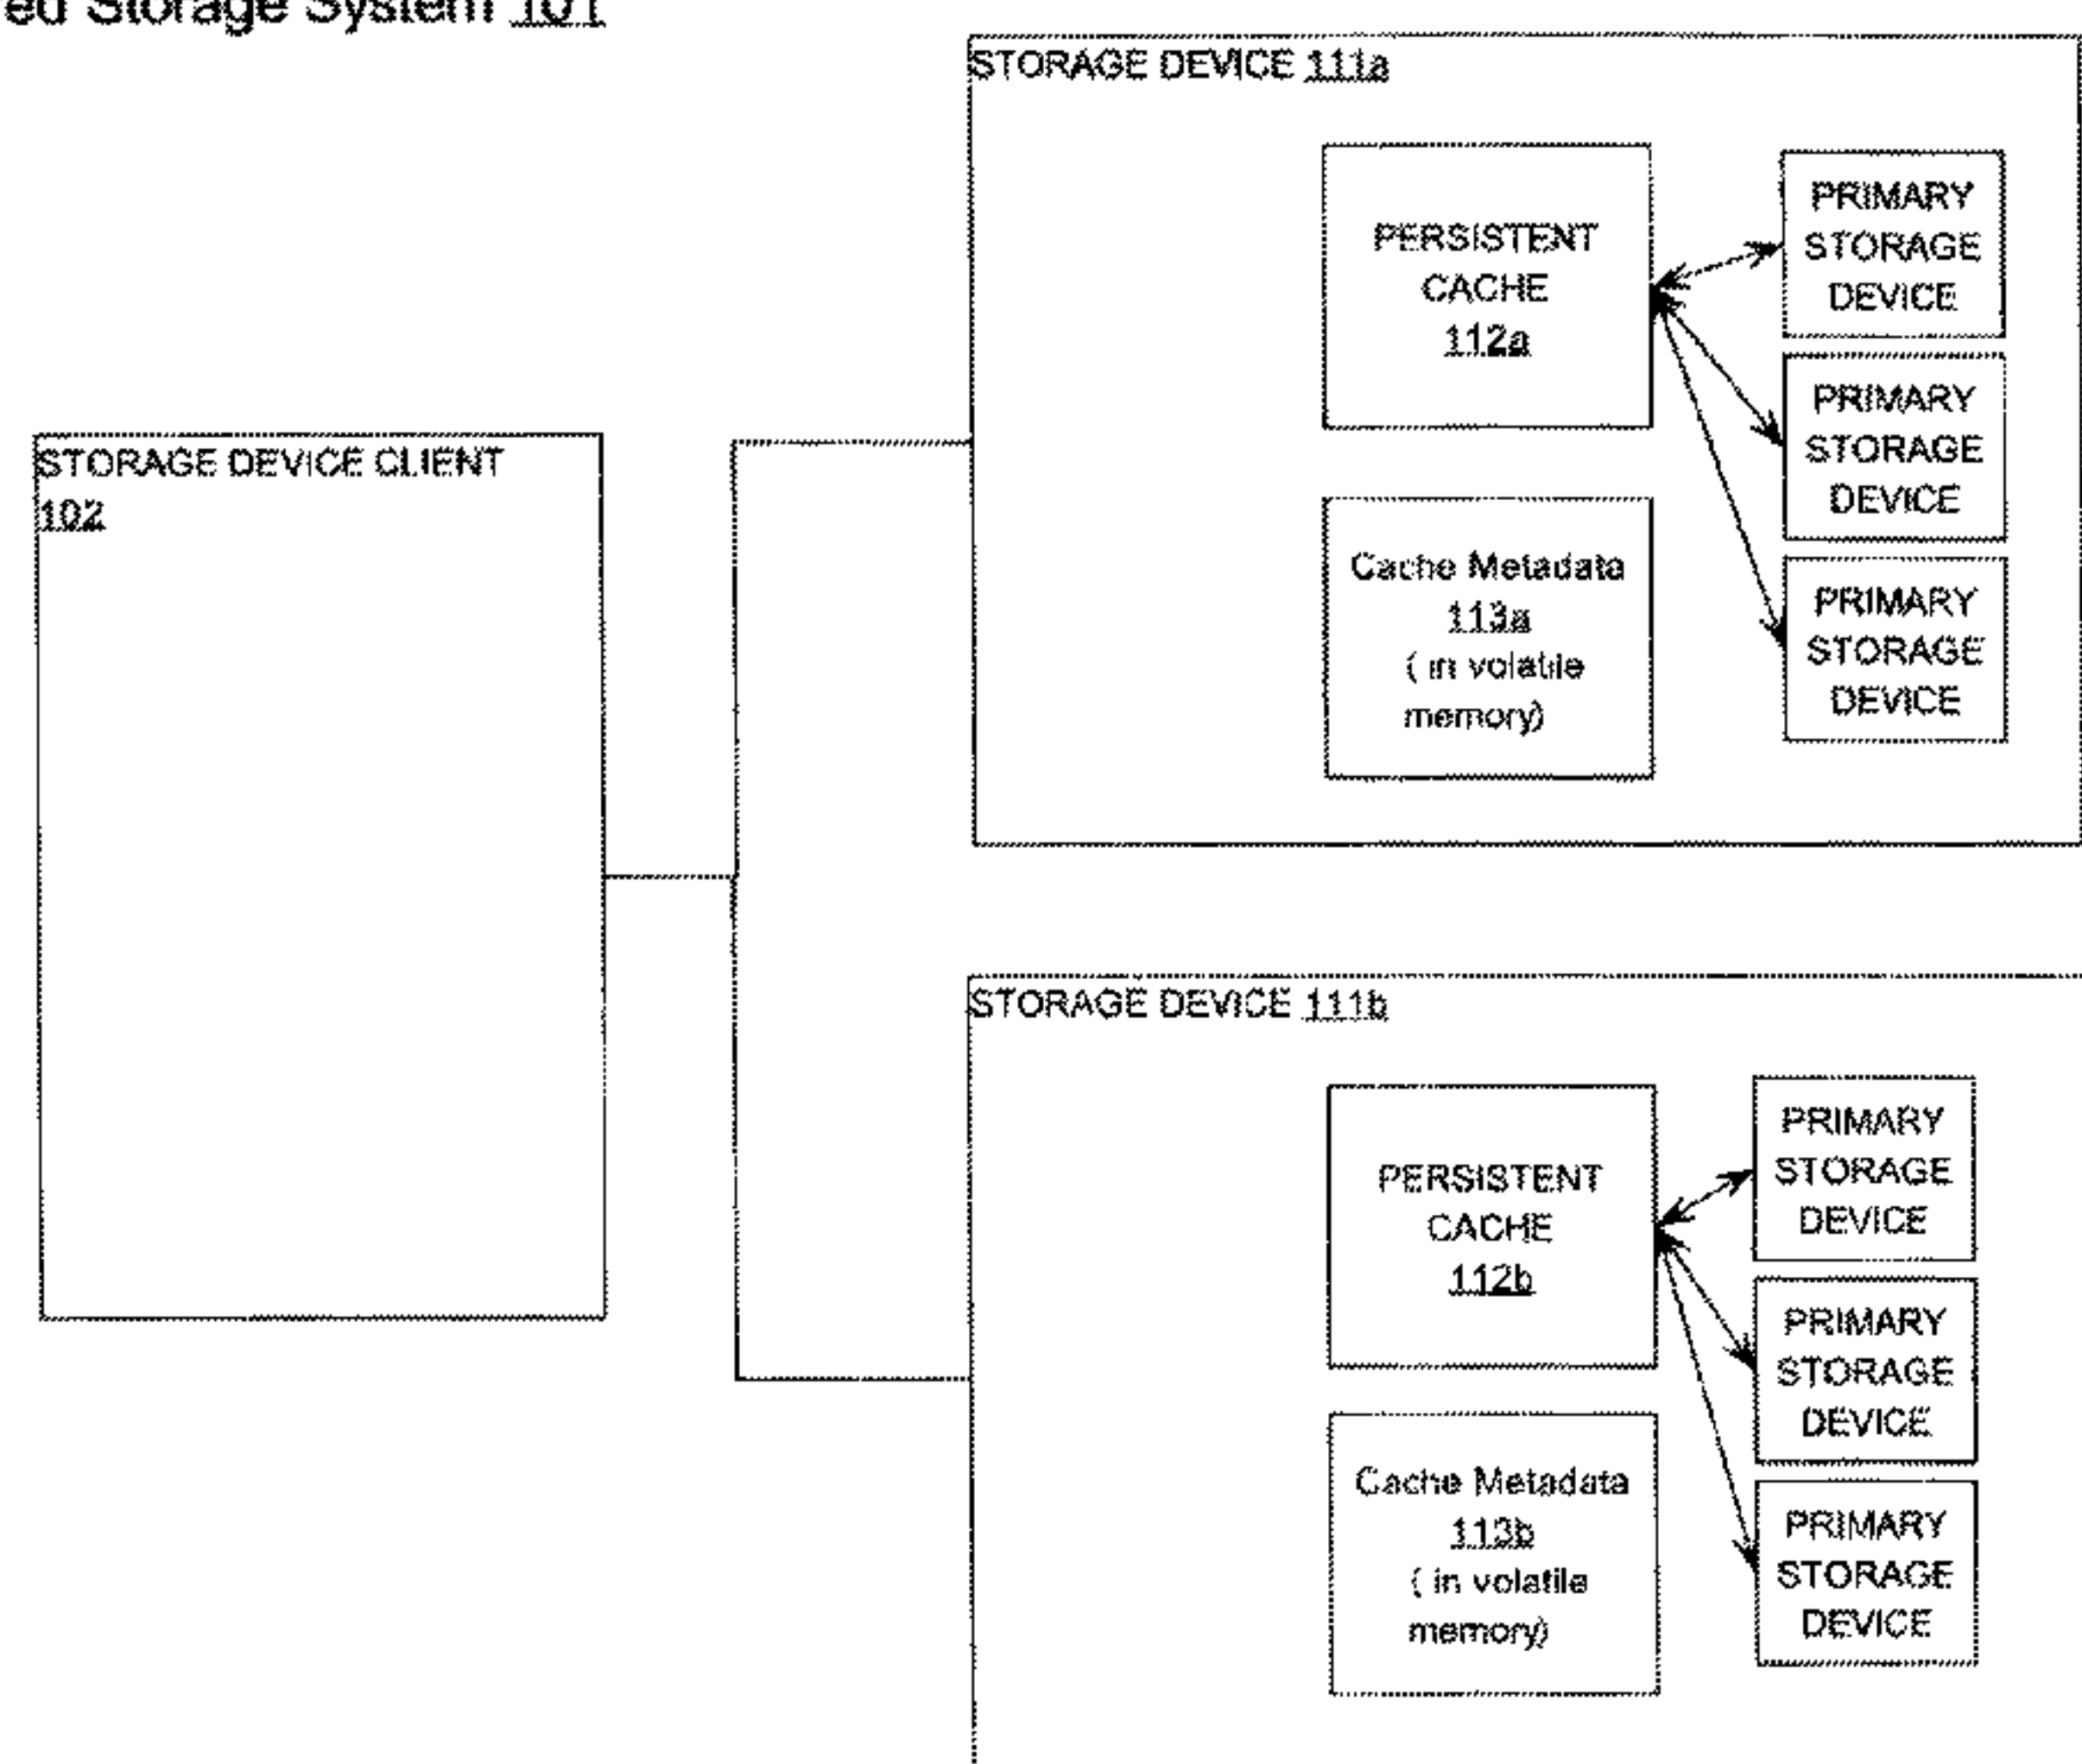 ed Storage System 101
STORAGE DEVICE 111a
PERSISTENT
CACHE
112a
PRIMARY
STORAGE
DEVICE
PRIMARY
STORAGE
DEVICE
PRIMARY
STORAGE
DEVICE
Cache Metadata
113a
( in volatile
memory)
STORAGE DEVICE CLIENT
102
STORAGE DEVICE 111b
PERSISTENT
CACHE
112b
PRIMARY
STORAGE
DEVICE
PRIMARY
STORAGE
DEVICE
PRIMARY
STORAGE
DEVICE
Cache Metadata
113b
( in volatile
memory)